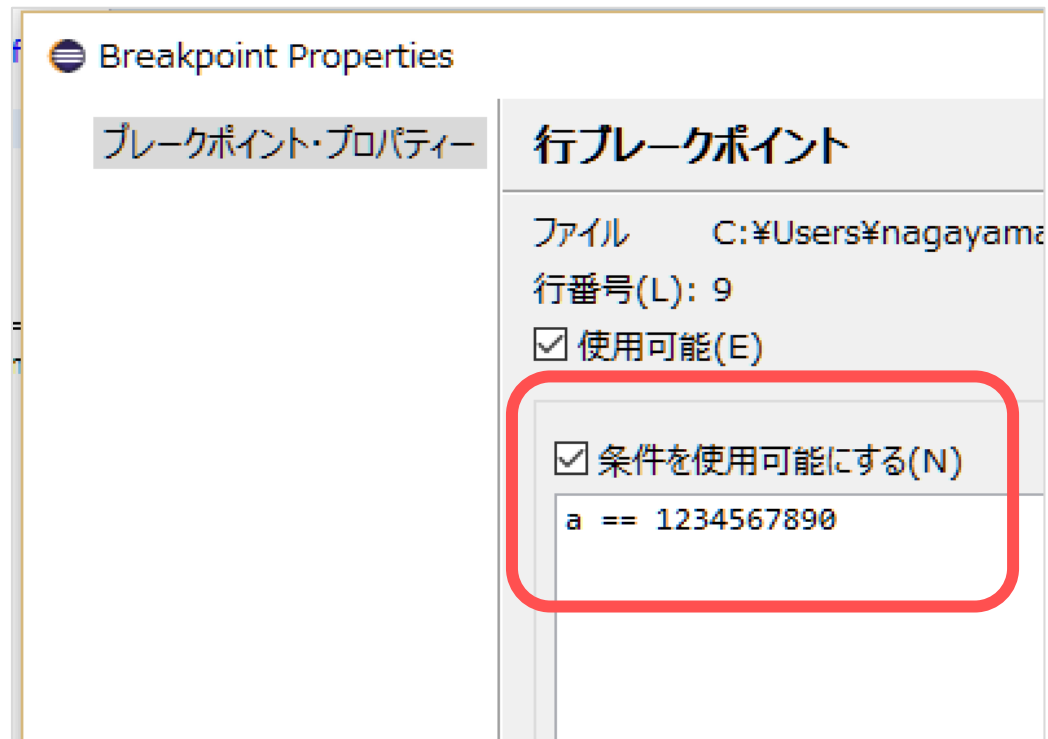 Breakpoint Properties
ブレークポイント・プロパティー
行ブレークポイント
ファイル C:¥Users¥nagayama
行番号(L): 9
使用可能(E)
条件を使用可能にする(N)
a == 1234567890